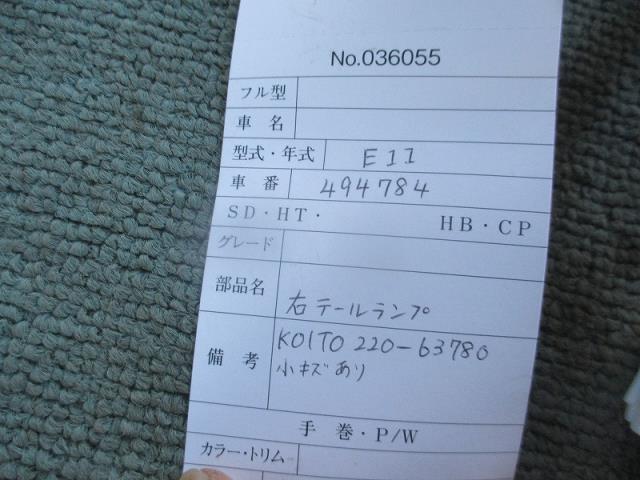 No.036055
フル型
車 名
型式・年式 E11
車 番 494784
SD・HT・ HB・CP
グレード
部品名 右テールランプ
備 考 KOITO 220-63780
小キズあり
手 巻・P/W
カラー・トリム